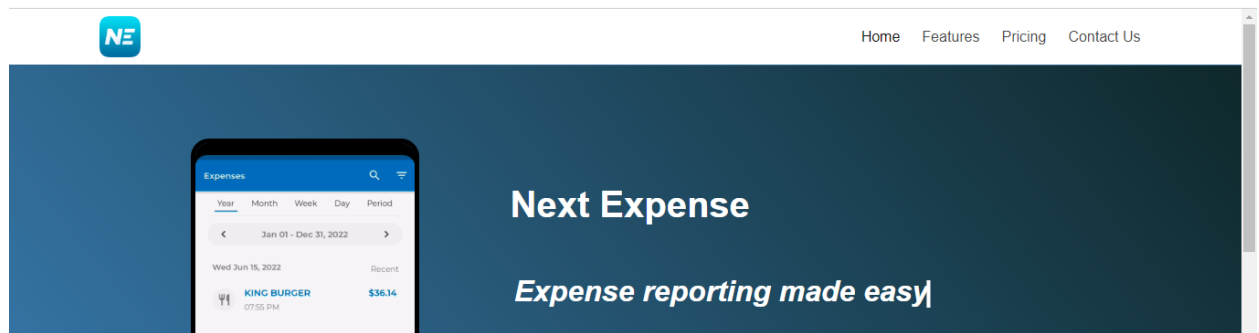 NE
Home Features Pricing Contact Us
Expenses
Year Month Week Day Period
Jan 01 - Dec 31, 2022
Wed Jun 15, 2022 Recent
KING BURGER $36.14
07:55 PM
Next Expense
Expense reporting made easy